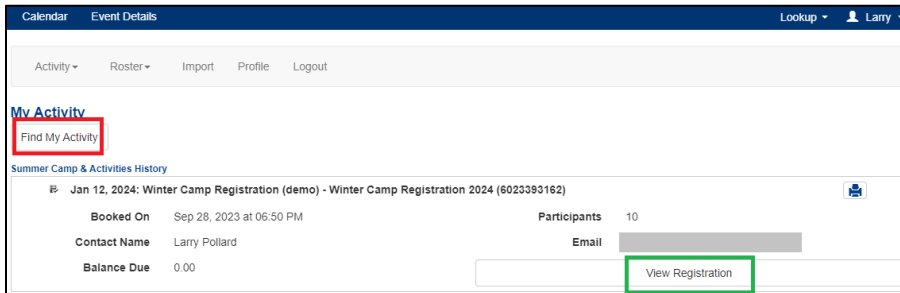 Calendar Event Details Lookup Larry
Activity Roster Import Profile Logout
My Activity
Find My Activity
Summer Camp & Activities History
Jan 12, 2024: Winter Camp Registration (demo) - Winter Camp Registration 2024 (6023393162)
Booked On Sep 28, 2023 at 06:50 PM Participants 10
Contact Name Larry Pollard Email
Balance Due 0.00 View Registration